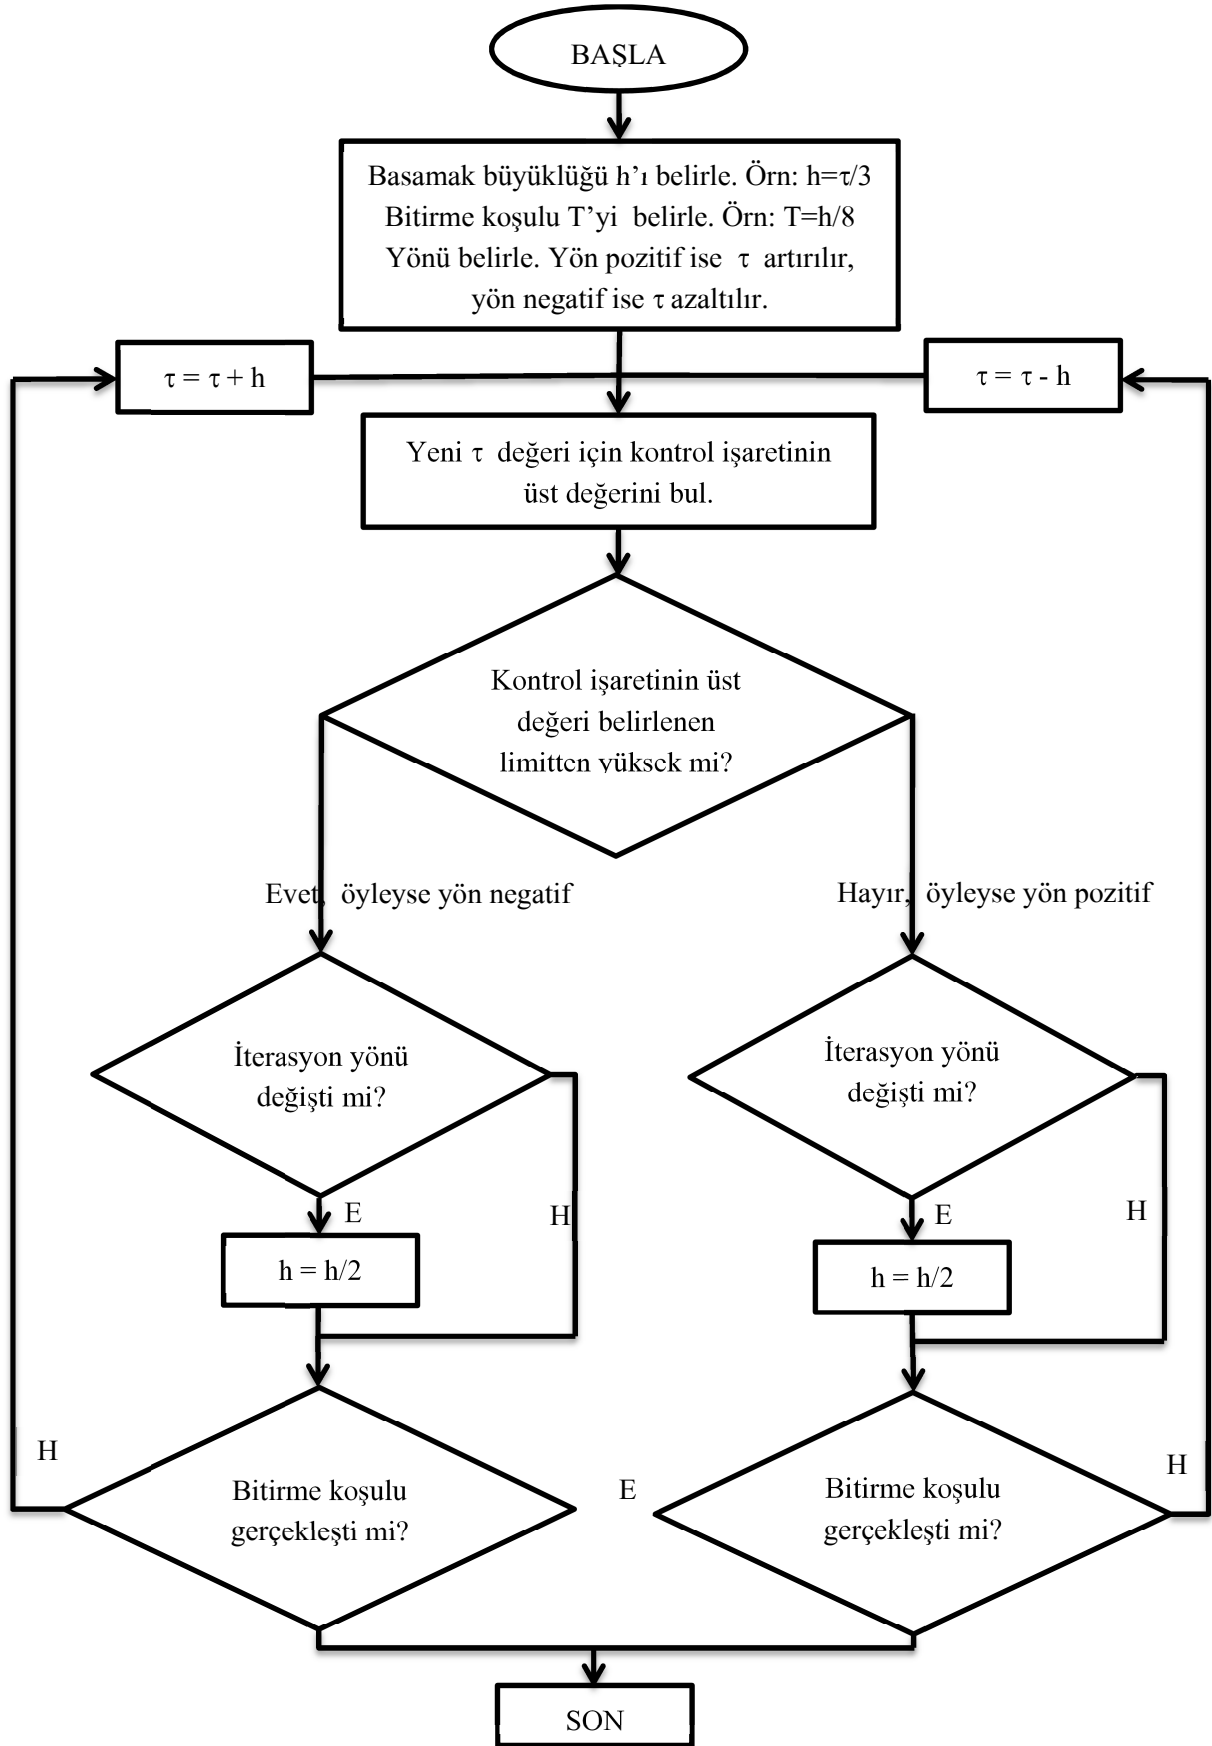 BAŞLA
Basamak büyüklüğü h'ı belirle. Örn: h=τ/3
Bitirme koşulu T'yi belirle. Örn: T=h/8
Yönü belirle. Yön pozitif ise τ artırılır,
yön negatif ise τ azaltılır.
τ = τ + h
τ = τ - h
Yeni τ değeri için kontrol işaretinin
üst değerini bul.
Kontrol işaretinin üst
değeri belirlenen
limitten yüksek mi?
Evet, öyleyse yön negatif
Hayır, öyleyse yön pozitif
İterasyon yönü
değişti mi?
İterasyon yönü
değişti mi?
E
H
E
H
h = h/2
h = h/2
H
Bitirme koşulu
gerçekleşti mi?
E
Bitirme koşulu
gerçekleşti mi?
H
SON